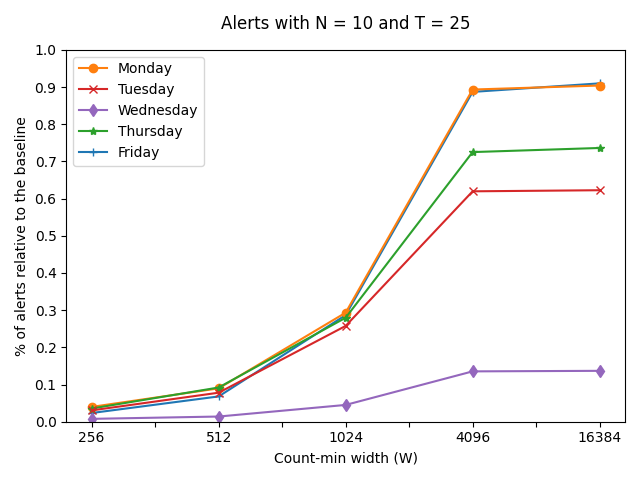 Alerts with N = 10 and T = 25
% of alerts relative to the baseline
1.0
0.9
0.8
0.7
0.6
0.5
0.4
0.3
0.2
0.1
0.0
Monday
Tuesday
Wednesday
Thursday
Friday
256 512 1024 4096 16384
Count-min width (W)